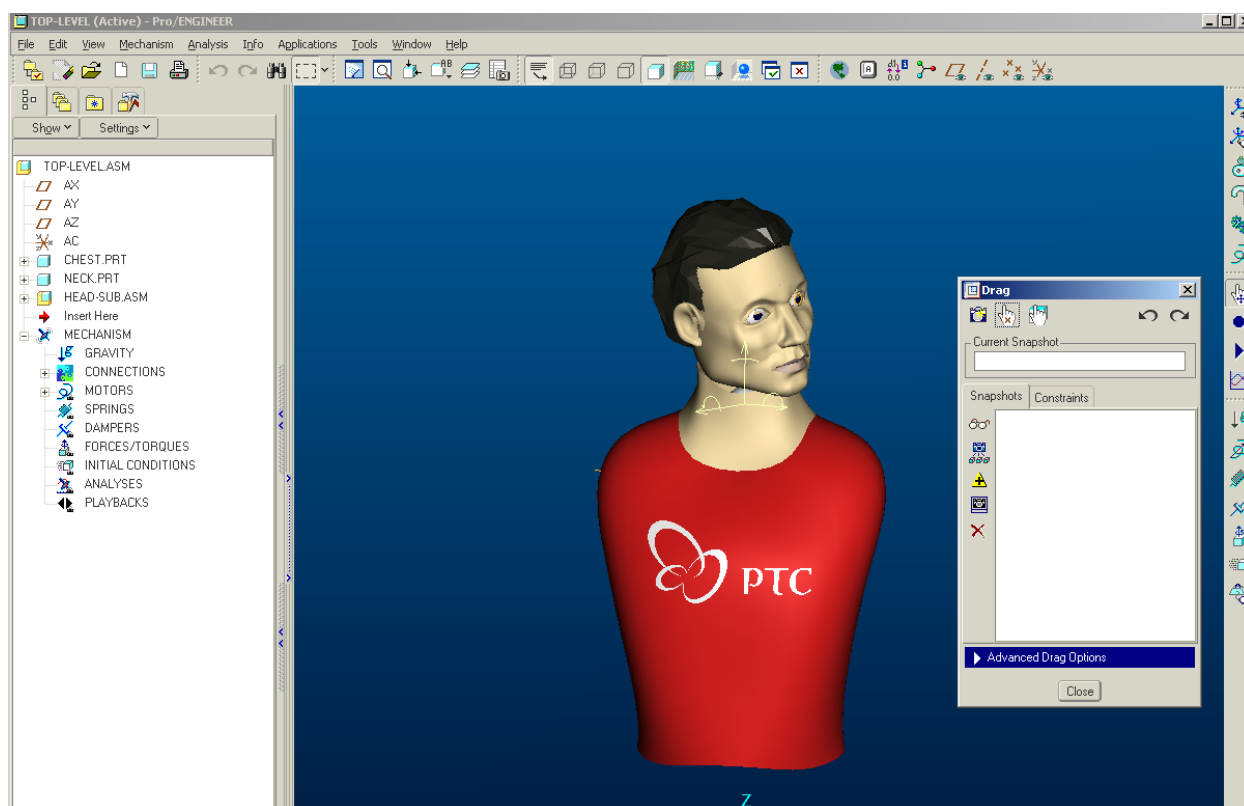 TOP-LEVEL (Active) - Pro/ENGINEER
File Edit View Mechanism Analysis Info Applications Tools Window Help
Show Settings
TOP-LEVEL.ASM
AX
AY
AZ
AC
CHEST.PRT
NECK.PRT
HEAD-SUB.ASM
Insert Here
MECHANISM
GRAVITY
CONNECTIONS
MOTORS
SPRINGS
DAMPERS
FORCES/TORQUES
INITIAL CONDITIONS
ANALYSES
PLAYBACKS
PTC
Z
Drag
Current Snapshot
Snapshots Constraints
Advanced Drag Options
Close